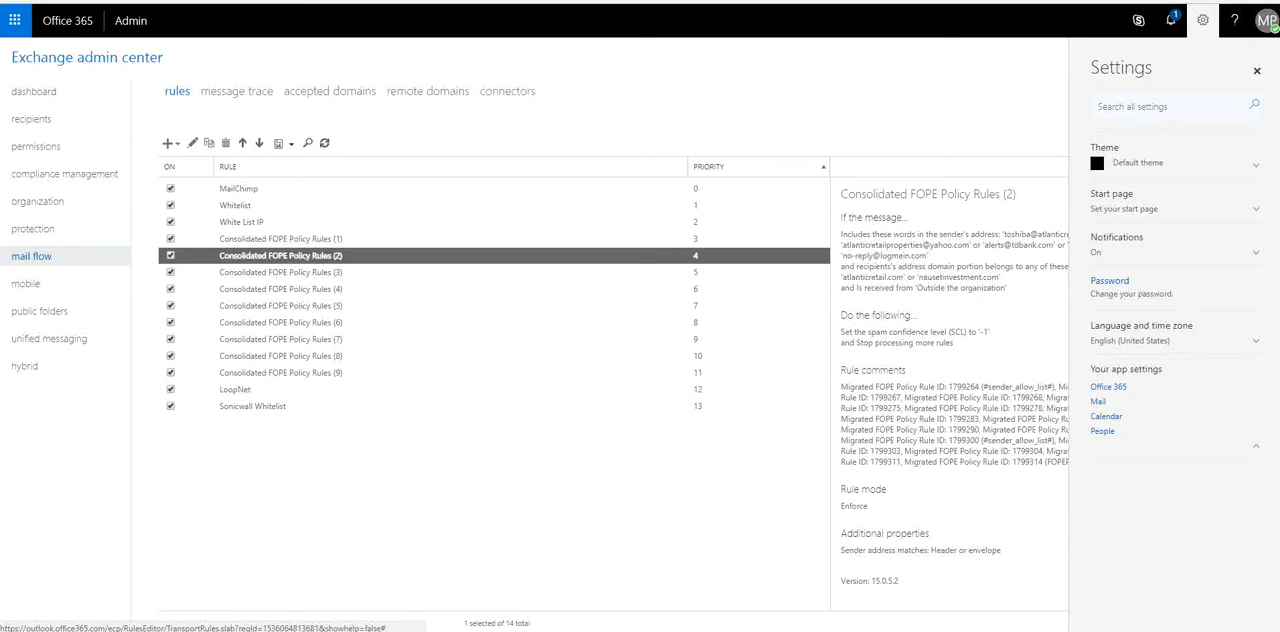 Office 365 Admin 1 ? MP
Exchange admin center
dashboard
recipients
permissions
compliance management
organization
protection
mail flow
mobile
public folders
unified messaging
hybrid
rules message trace accepted domains remote domains connectors
ON RULE PRIORITY
MailChimp 0
Whitelist 1
White List IP 2
Consolidated FOPE Policy Rules (1) 3
Consolidated FOPE Policy Rules (2) 4
Consolidated FOPE Policy Rules (3) 5
Consolidated FOPE Policy Rules (4) 6
Consolidated FOPE Policy Rules (5) 7
Consolidated FOPE Policy Rules (6) 8
Consolidated FOPE Policy Rules (7) 9
Consolidated FOPE Policy Rules (8) 10
Consolidated FOPE Policy Rules (9) 11
LoopNet 12
Sonicwall Whitelist 13
Consolidated FOPE Policy Rules (2)
If the message...
Includes these words in the sender's address: 'toshiba@atlanticre
'atlanticretailproperties@yahoo.com' or 'alerts@tdbank.com' or '
'no-reply@logmein.com'
and recipients's address domain portion belongs to any of these
'atlanticretail.com' or 'nausetinvestment.com'
and Is received from 'Outside the organization'
Do the following...
Set the spam confidence level (SCL) to '-1'
and Stop processing more rules
Rule comments
Migrated FOPE Policy Rule ID: 1799264 (#sender_allow_list#), Mi
Rule ID: 1799267, Migrated FOPE Policy Rule ID: 1799268, Migra
Rule ID: 1799275, Migrated FOPE Policy Rule ID: 1799278, Migra
Rule ID: 1799283, Migrated FOPE Policy Rule
Rule ID: 1799290, Migrated FOPE Policy Rule
Migrated FOPE Policy Rule ID: 1799300 (#sender_allow_list#), Mi
Rule ID: 1799303, Migrated FOPE Policy Rule ID: 1799304, Migra
Rule ID: 1799311, Migrated FOPE Policy Rule ID: 1799314 (FOPEP
Rule mode
Enforce
Additional properties
Sender address matches: Header or envelope
Version: 15.0.5.2
Settings
Search all settings
Theme
Default theme
Start page
Set your start page
Notifications
On
Password
Change your password.
Language and time zone
English (United States)
Your app settings
Office 365
Mail
Calendar
People
https://outlook.office365.com/ecp/RulesEditor/TransportRules.slab?reqId=1536064813681&showhelp=false#
1 selected of 14 total